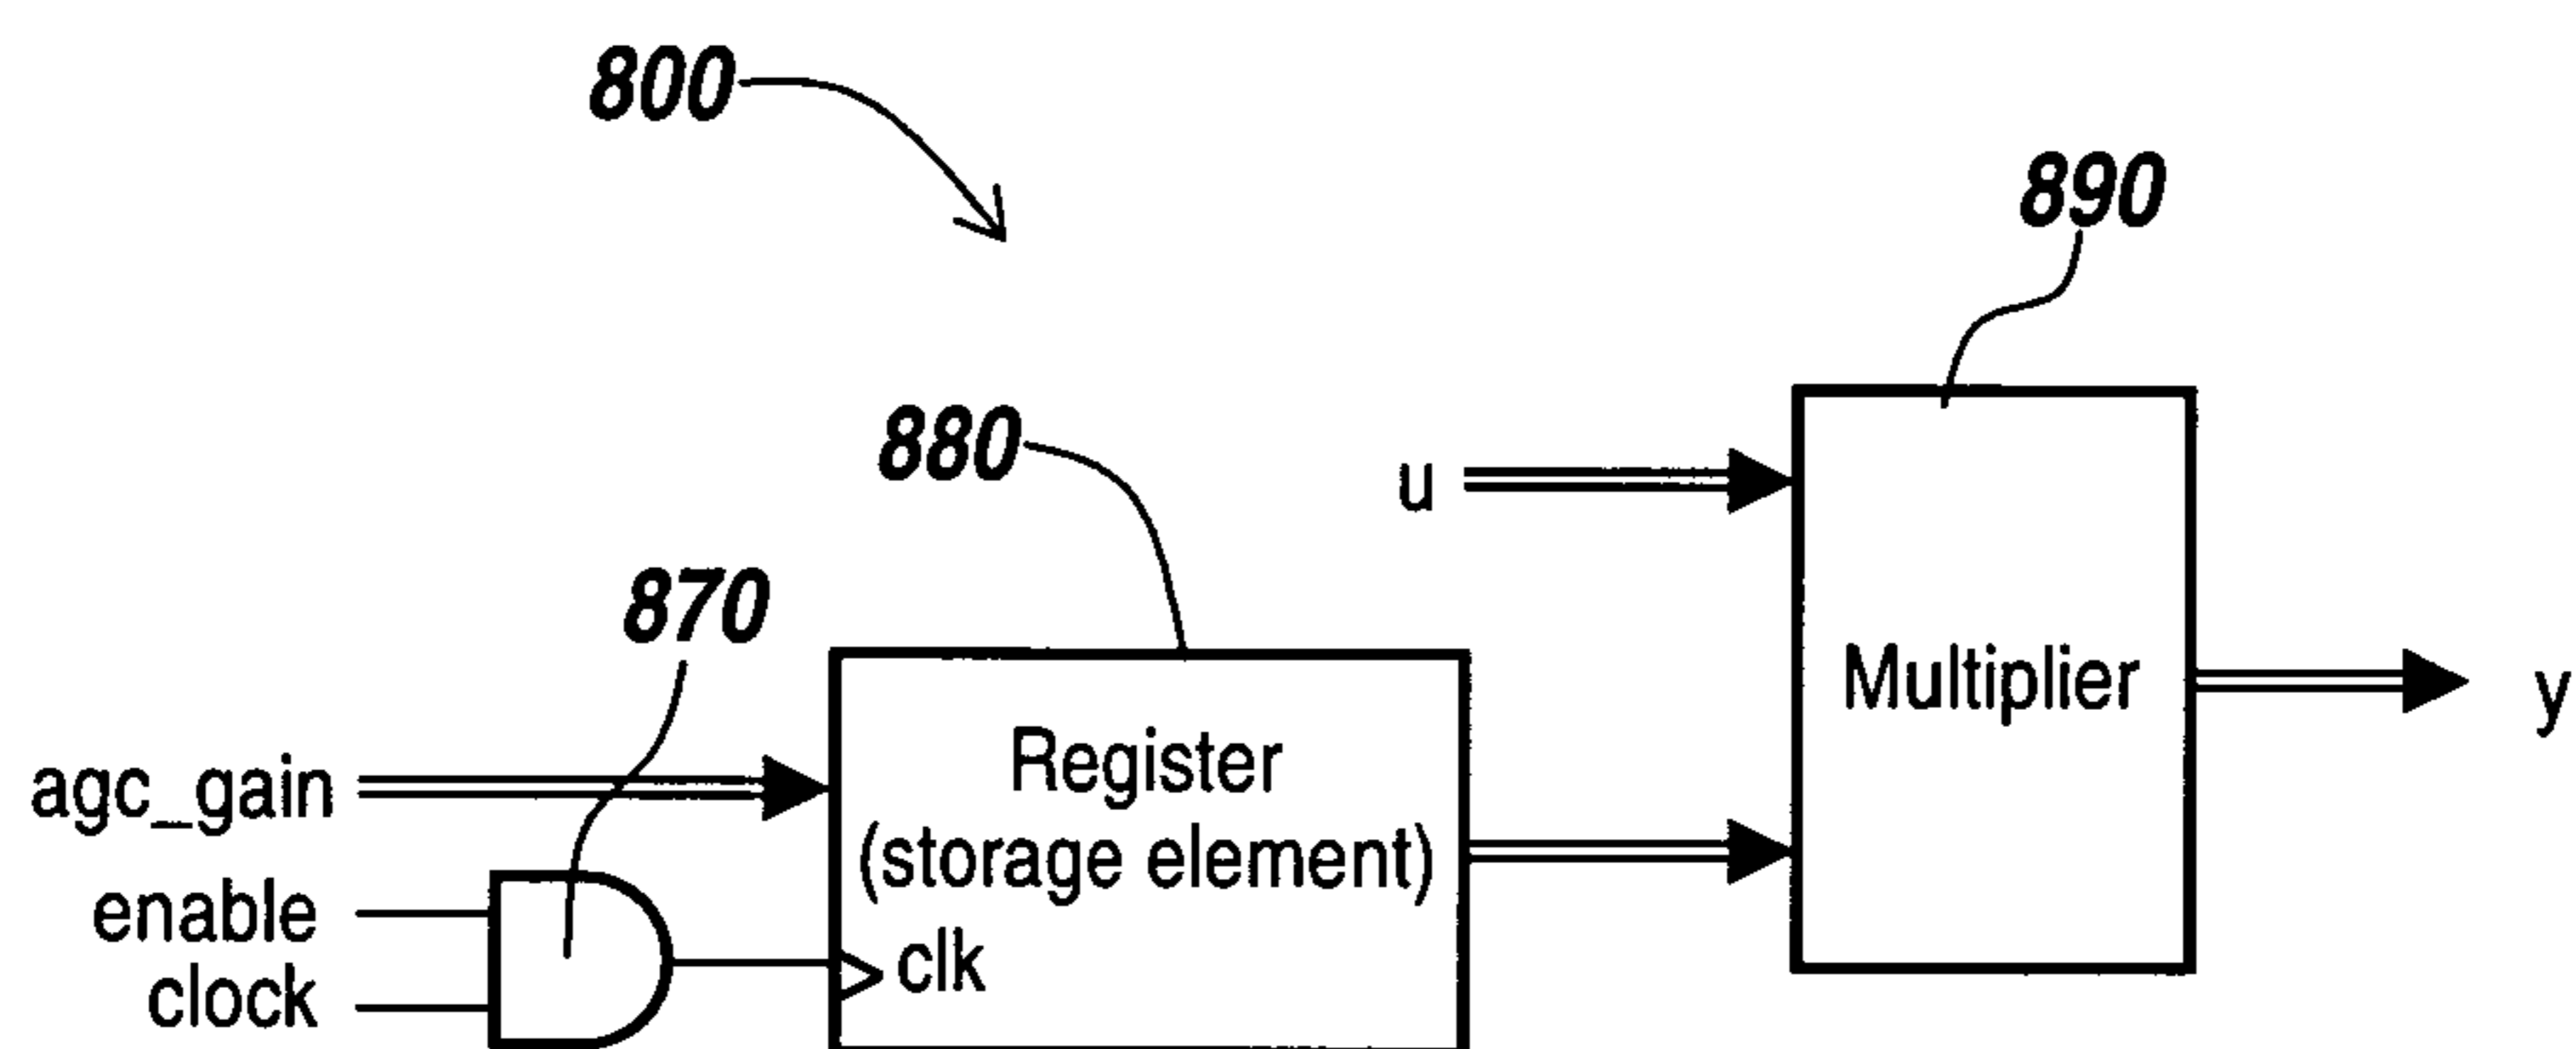 800
890
880
u
870
Multiplier
y
agc_gain
Register
(storage element)
enable
clk
clock